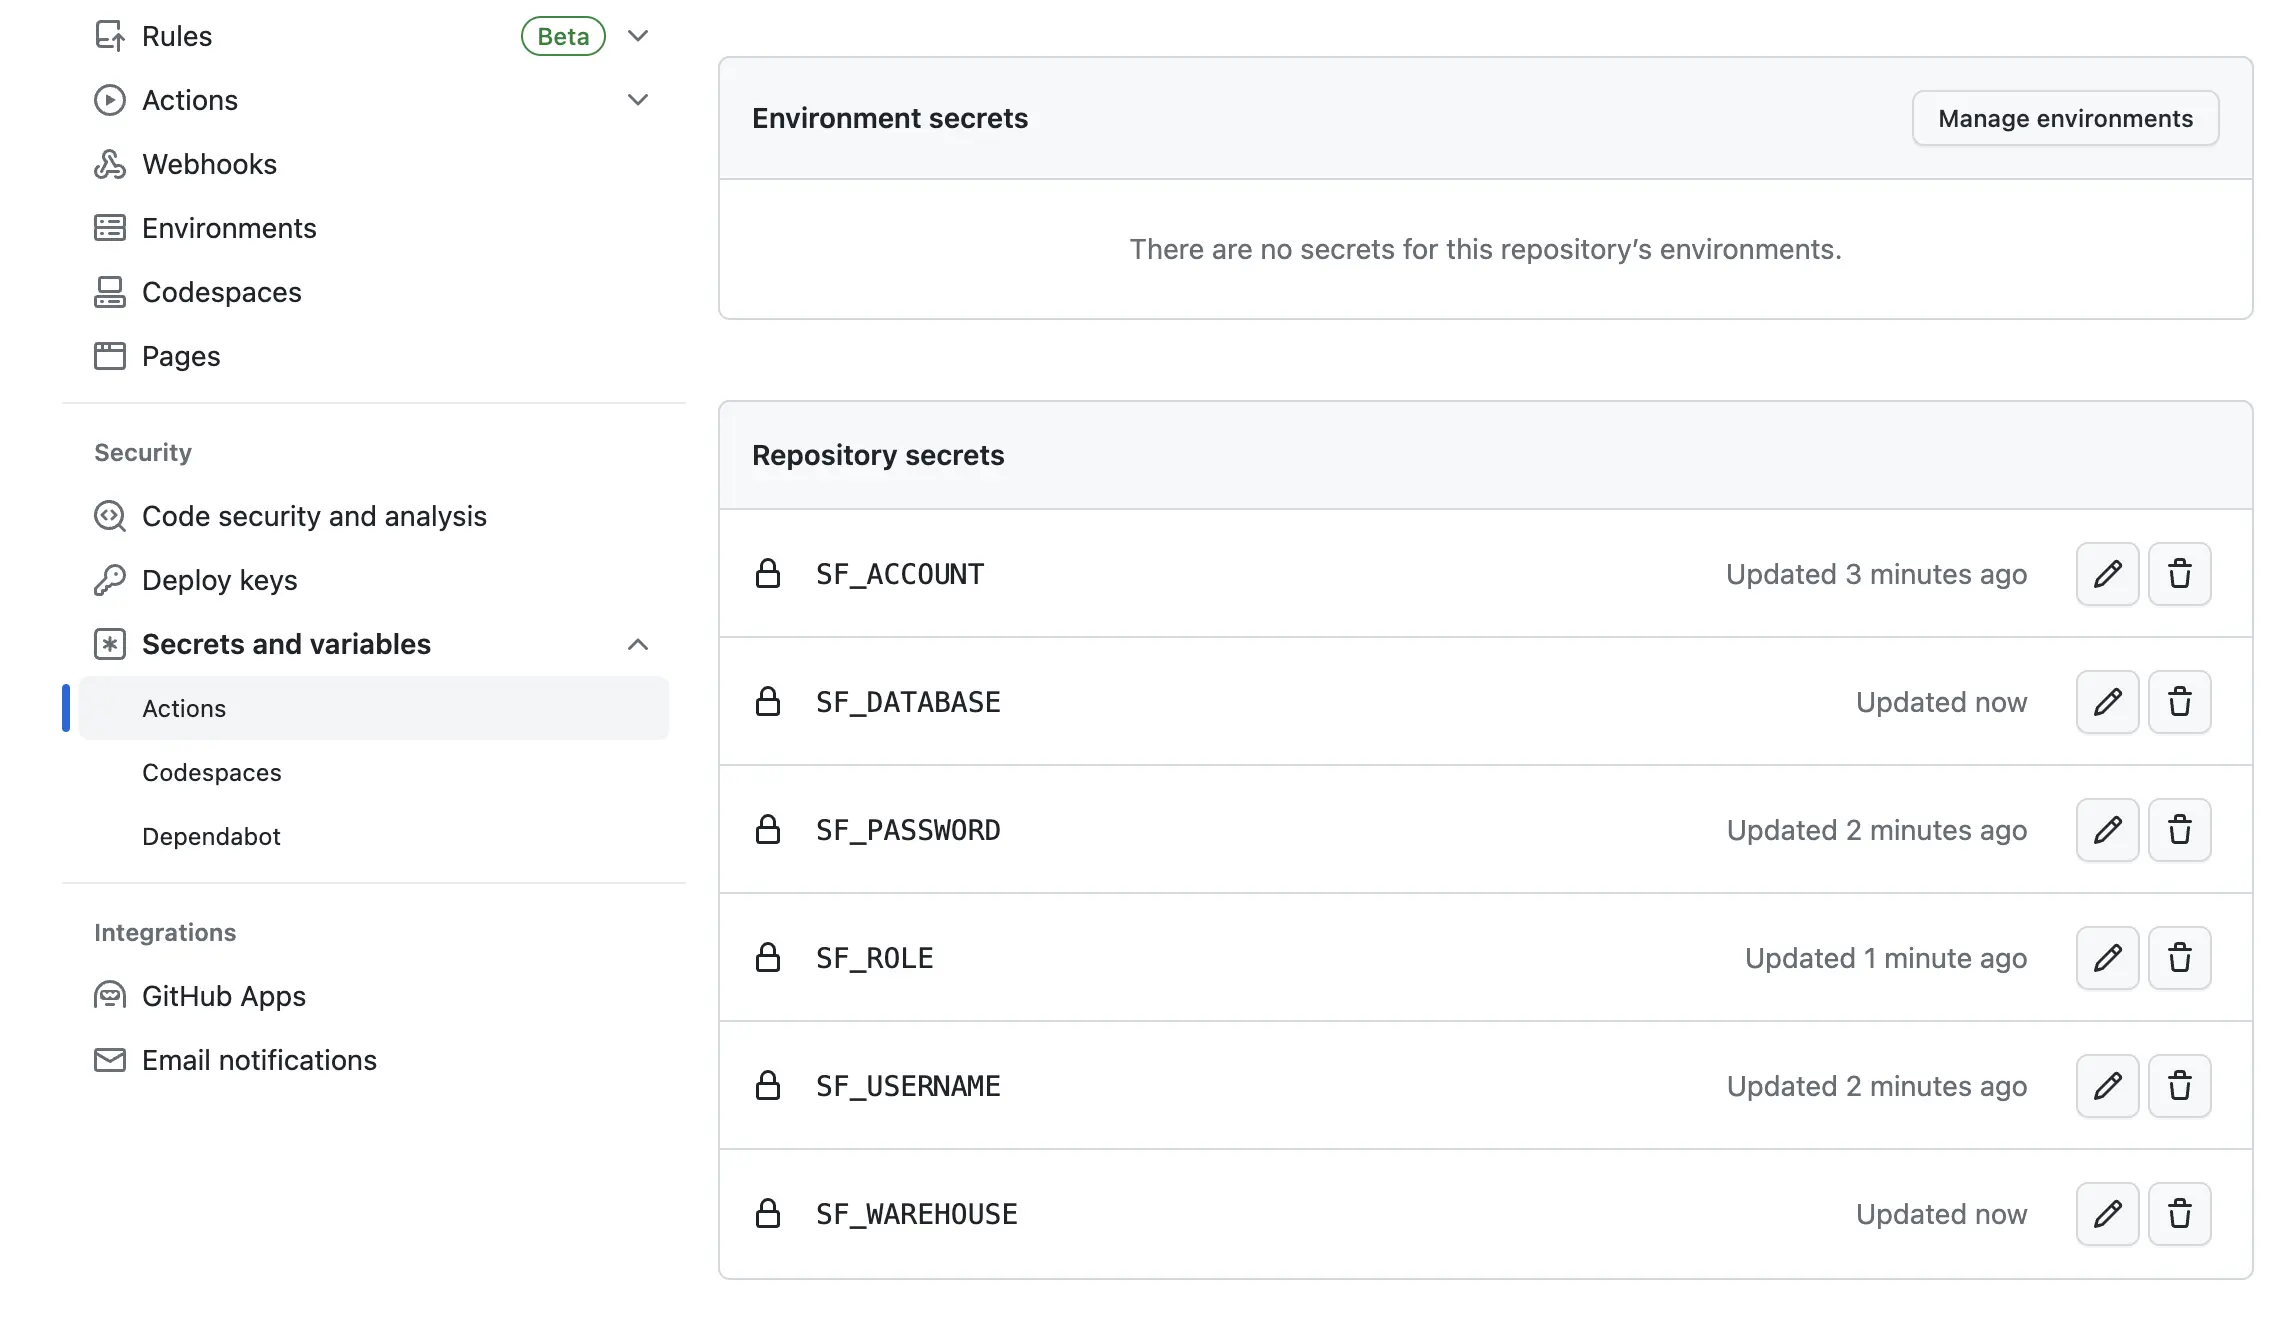 Rules Beta
Actions
Webhooks
Environments
Codespaces
Pages
Security
Code security and analysis
Deploy keys
Secrets and variables
Actions
Codespaces
Dependabot
Integrations
GitHub Apps
Email notifications
Environment secrets Manage environments
There are no secrets for this repository’s environments.
Repository secrets
SF_ACCOUNT Updated 3 minutes ago
SF_DATABASE Updated now
SF_PASSWORD Updated 2 minutes ago
SF_ROLE Updated 1 minute ago
SF_USERNAME Updated 2 minutes ago
SF_WAREHOUSE Updated now